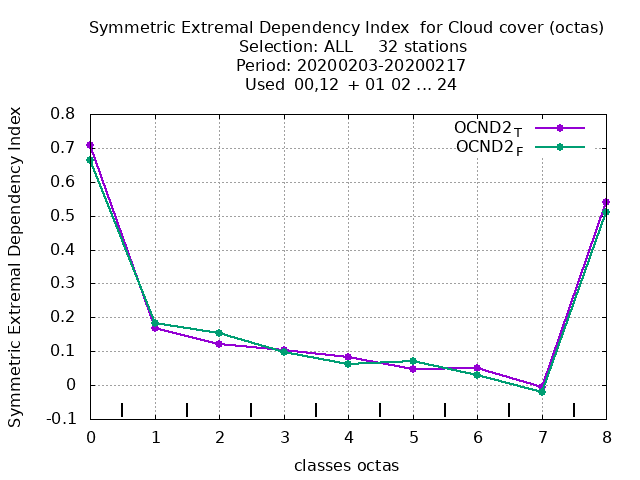 Symmetric Extremal Dependency Index  for Cloud cover (octas)
Selection: ALL     32 stations
Period: 20200203-20200217
Used  00,12  + 01 02 ... 24
Symmetric Extremal Dependency Index
OCND2T
OCND2F
0.8
0.7
0.6
0.5
0.4
0.3
0.2
0.1
0
-0.1
0 1 2 3 4 5 6 7 8
classes octas